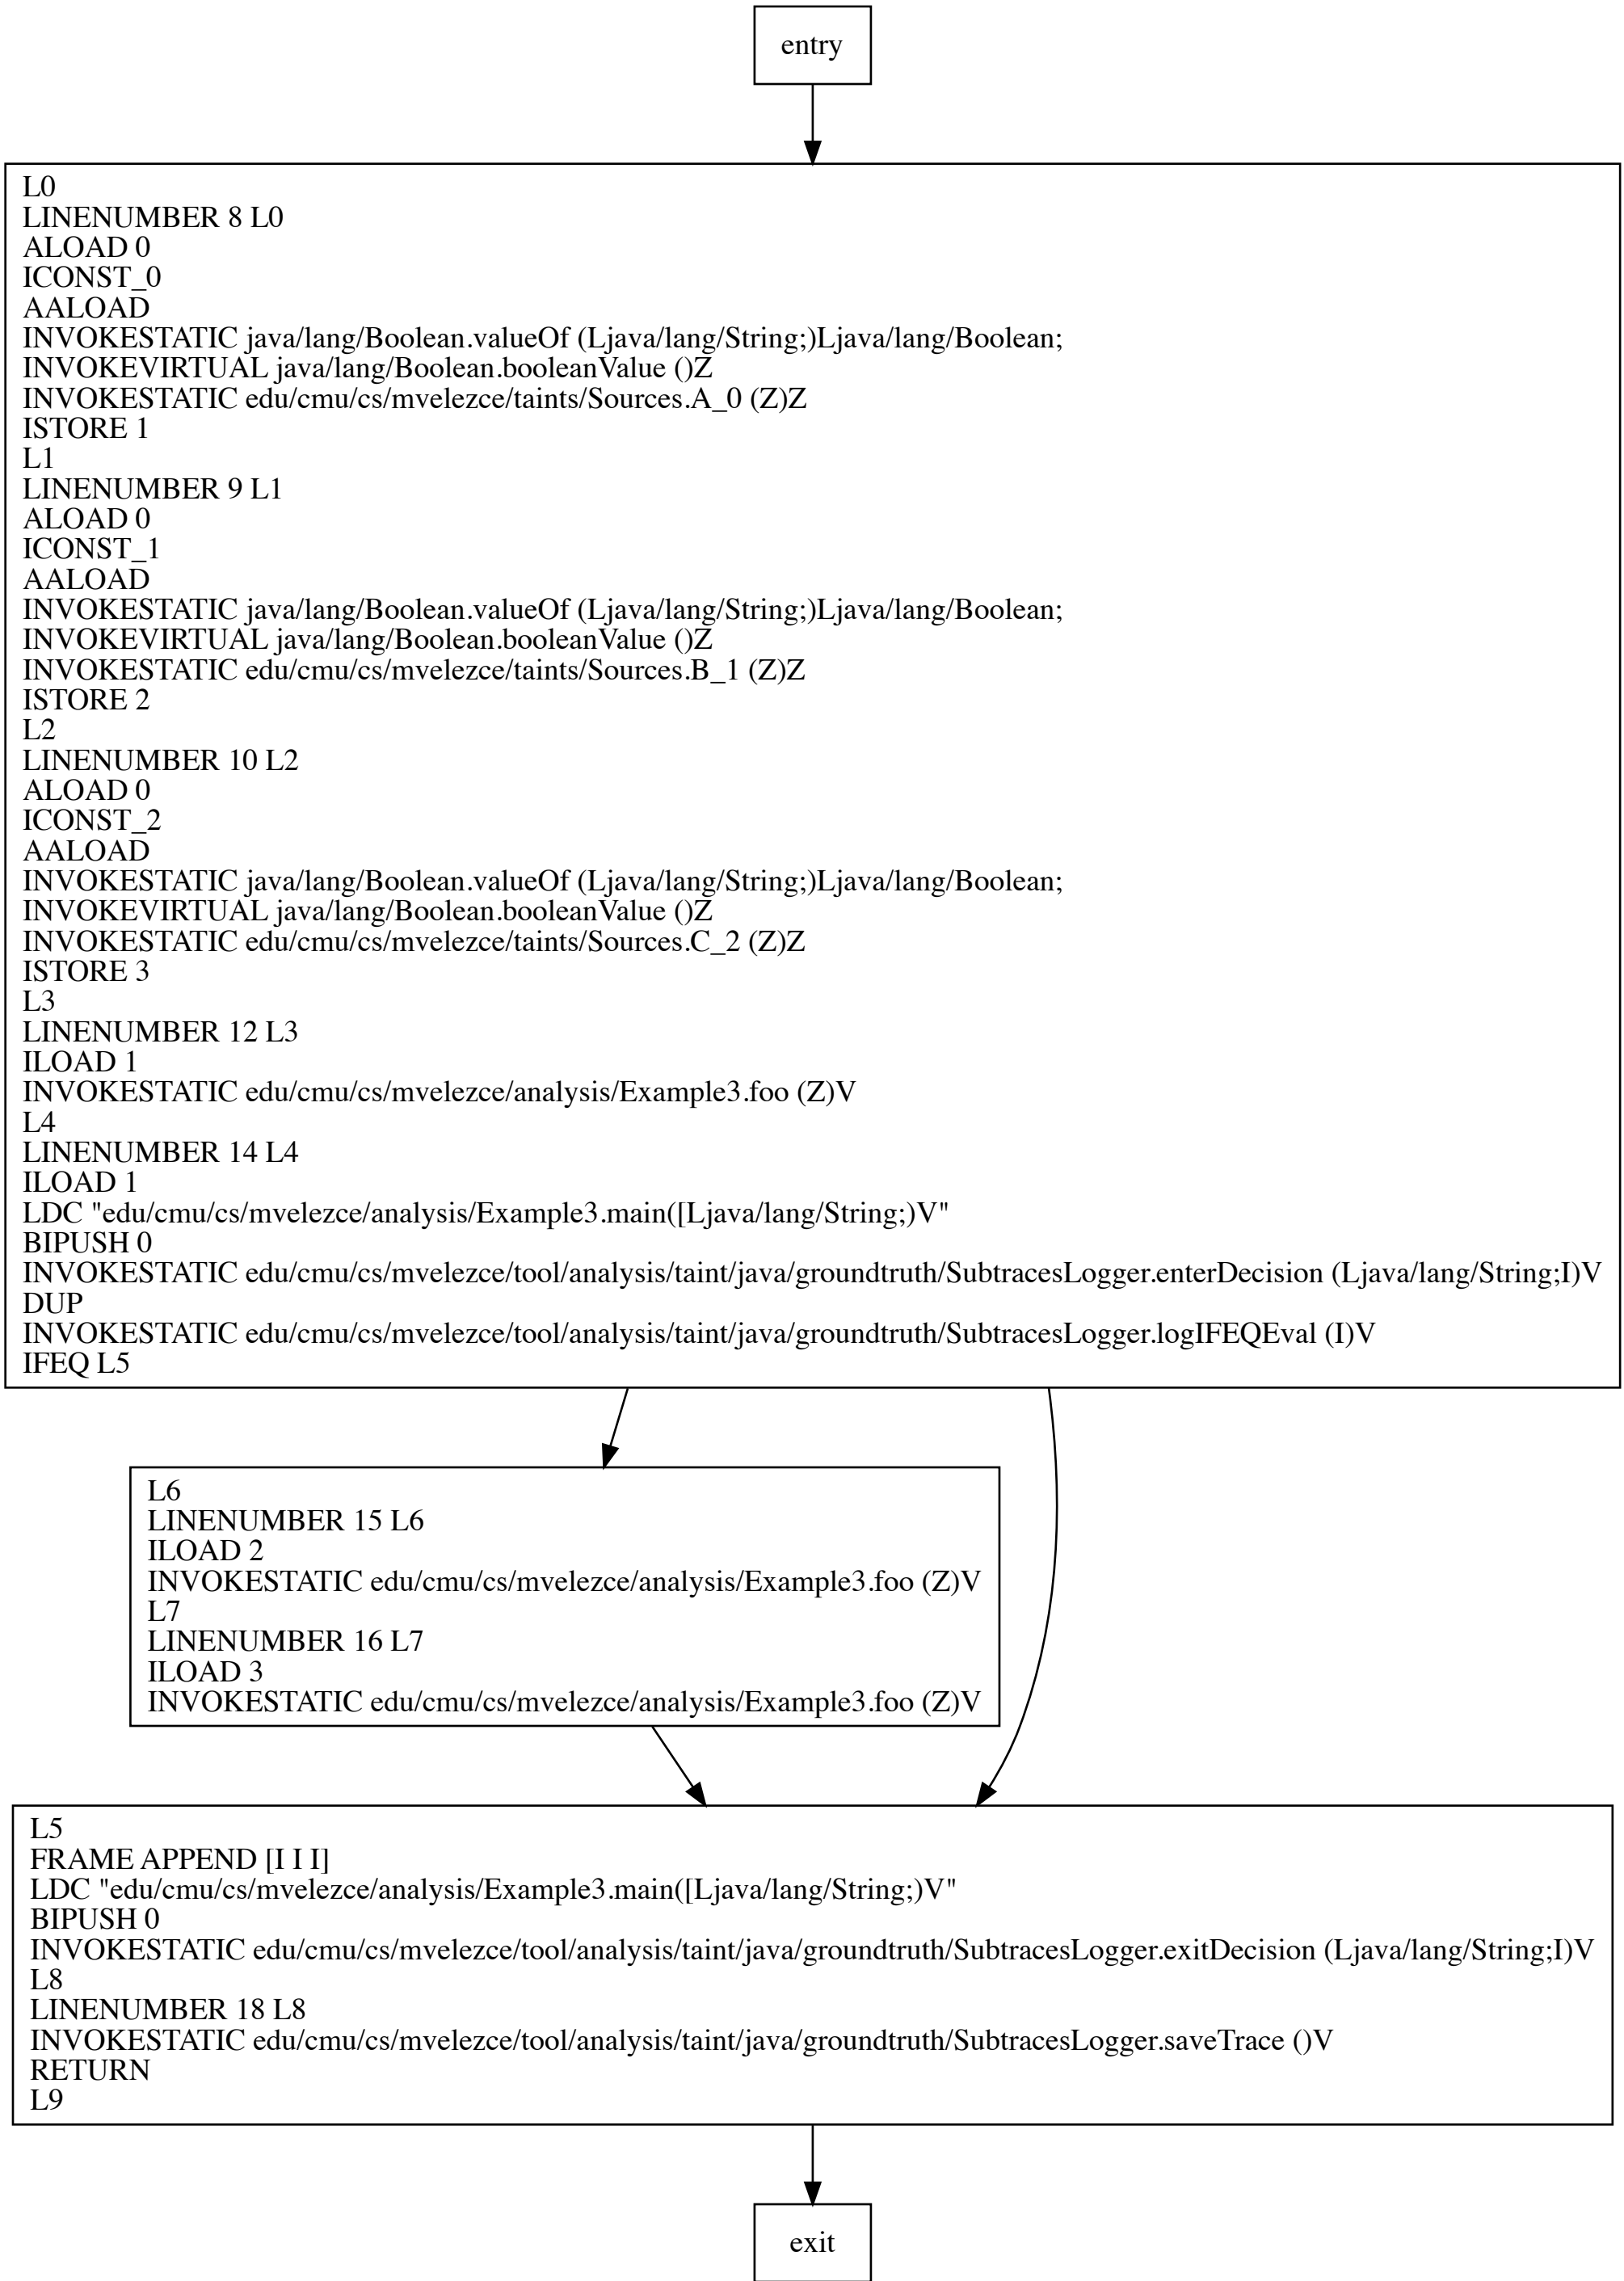 entry
L0
LINENUMBER 8 L0
ALOAD 0
ICONST_0
AALOAD
INVOKESTATIC java/lang/Boolean.valueOf (Ljava/lang/String;)Ljava/lang/Boolean;
INVOKEVIRTUAL java/lang/Boolean.booleanValue ()Z
INVOKESTATIC edu/cmu/cs/mvelezce/taints/Sources.A_0 (Z)Z
ISTORE 1
L1
LINENUMBER 9 L1
ALOAD 0
ICONST_1
AALOAD
INVOKESTATIC java/lang/Boolean.valueOf (Ljava/lang/String;)Ljava/lang/Boolean;
INVOKEVIRTUAL java/lang/Boolean.booleanValue ()Z
INVOKESTATIC edu/cmu/cs/mvelezce/taints/Sources.B_1 (Z)Z
ISTORE 2
L2
LINENUMBER 10 L2
ALOAD 0
ICONST_2
AALOAD
INVOKESTATIC java/lang/Boolean.valueOf (Ljava/lang/String;)Ljava/lang/Boolean;
INVOKEVIRTUAL java/lang/Boolean.booleanValue ()Z
INVOKESTATIC edu/cmu/cs/mvelezce/taints/Sources.C_2 (Z)Z
ISTORE 3
L3
LINENUMBER 12 L3
ILOAD 1
INVOKESTATIC edu/cmu/cs/mvelezce/analysis/Example3.foo (Z)V
L4
LINENUMBER 14 L4
ILOAD 1
LDC "edu/cmu/cs/mvelezce/analysis/Example3.main([Ljava/lang/String;)V"
BIPUSH 0
INVOKESTATIC edu/cmu/cs/mvelezce/tool/analysis/taint/java/groundtruth/SubtracesLogger.enterDecision (Ljava/lang/String;I)V
DUP
INVOKESTATIC edu/cmu/cs/mvelezce/tool/analysis/taint/java/groundtruth/SubtracesLogger.logIFEQEval (I)V
IFEQ L5
L6
LINENUMBER 15 L6
ILOAD 2
INVOKESTATIC edu/cmu/cs/mvelezce/analysis/Example3.foo (Z)V
L7
LINENUMBER 16 L7
ILOAD 3
INVOKESTATIC edu/cmu/cs/mvelezce/analysis/Example3.foo (Z)V
L5
FRAME APPEND [I I I]
LDC "edu/cmu/cs/mvelezce/analysis/Example3.main([Ljava/lang/String;)V"
BIPUSH 0
INVOKESTATIC edu/cmu/cs/mvelezce/tool/analysis/taint/java/groundtruth/SubtracesLogger.exitDecision (Ljava/lang/String;I)V
L8
LINENUMBER 18 L8
INVOKESTATIC edu/cmu/cs/mvelezce/tool/analysis/taint/java/groundtruth/SubtracesLogger.saveTrace ()V
RETURN
L9
exit